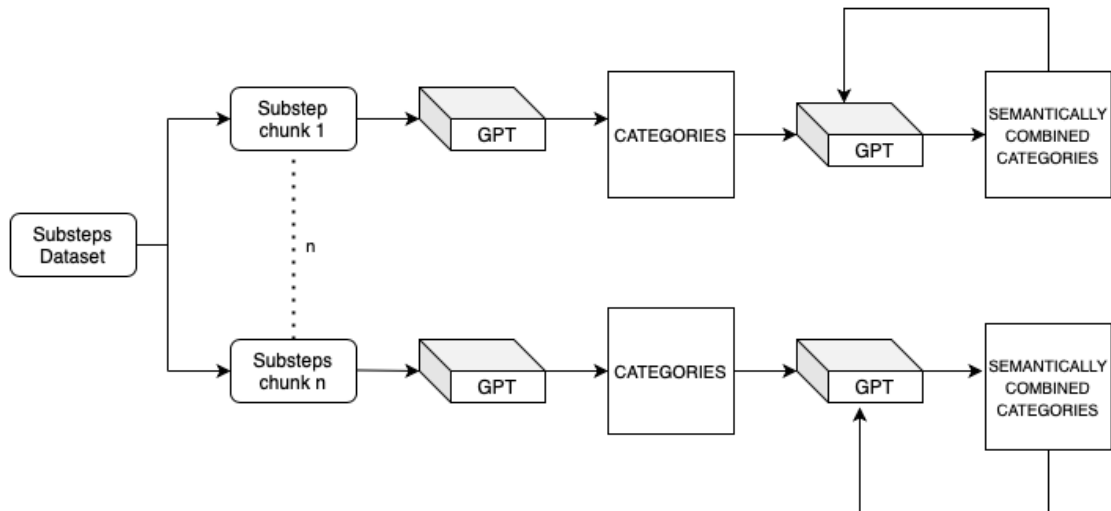 Substep
chunk 1
GPT
CATEGORIES
GPT
SEMANTICALLY
COMBINED
CATEGORIES
Substeps
Dataset
n
Substeps
chunk n
GPT
CATEGORIES
GPT
SEMANTICALLY
COMBINED
CATEGORIES